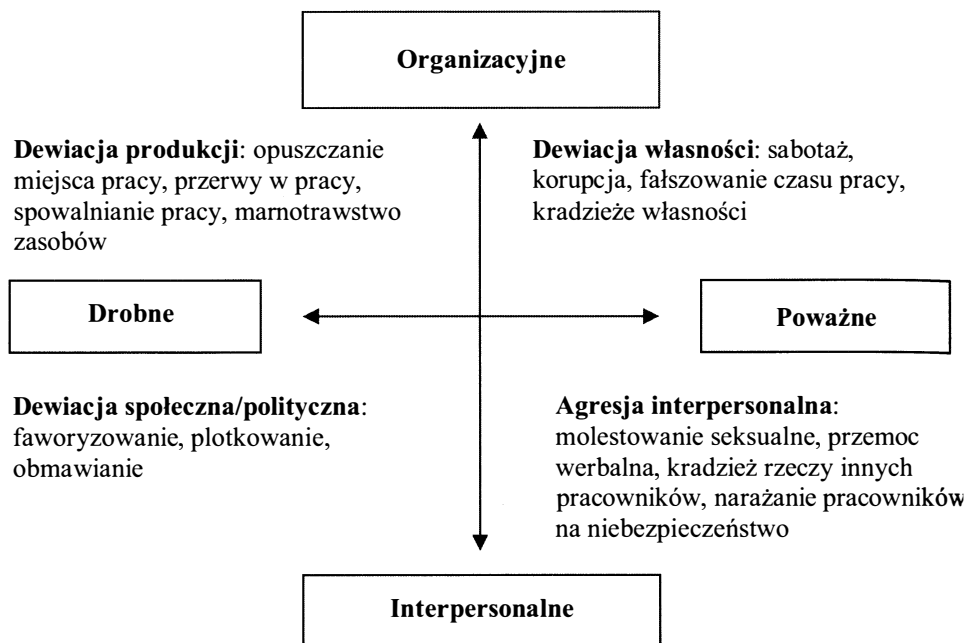 Organizacyjne
Dewiacja produkcji: opuszczanie
miejsca pracy, przerwy w pracy,
spowalnianie pracy, marnotrawstwo
zasobów
Dewiacja własności: sabotaż,
korupcja, fałszowanie czasu pracy,
kradzieże własności
Drobne
Poważne
Dewiacja społeczna/polityczna:
faworyzowanie, plotkowanie,
obmawianie
Agresja interpersonalna:
molestowanie seksualne, przemoc
werbalna, kradzież rzeczy innych
pracowników, narażanie pracowników
na niebezpieczeństwo
Interpersonalne